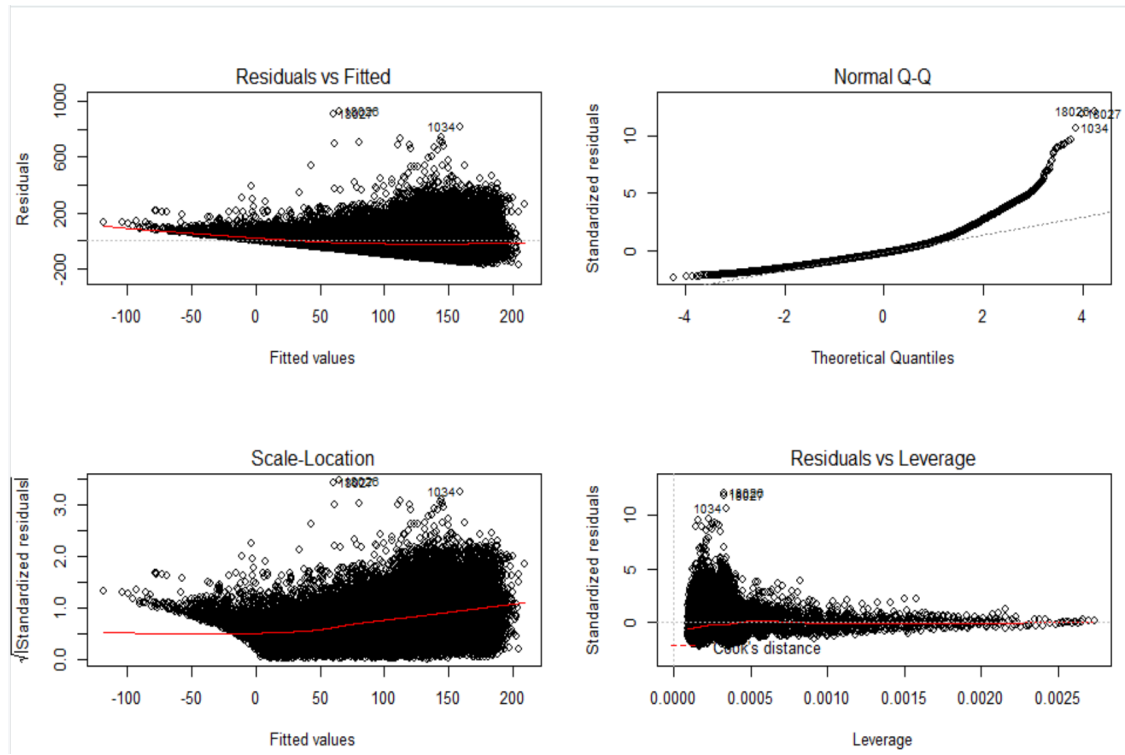 Residuals vs Fitted
Residuals
-200 200 600 1000
18027
1034
-100 -50 0 50 100 150 200
Fitted values
Normal Q-Q
Standardized residuals
0 5 10
18026
18027
1034
-4 -2 0 2 4
Theoretical Quantiles
Scale-Location
√|Standardized residuals|
0.0 1.0 2.0 3.0
1034
-100 -50 0 50 100 150 200
Fitted values
Residuals vs Leverage
Standardized residuals
0 5 10
18027
1034
Cook's distance
0.0000 0.0005 0.0010 0.0015 0.0020 0.0025
Leverage